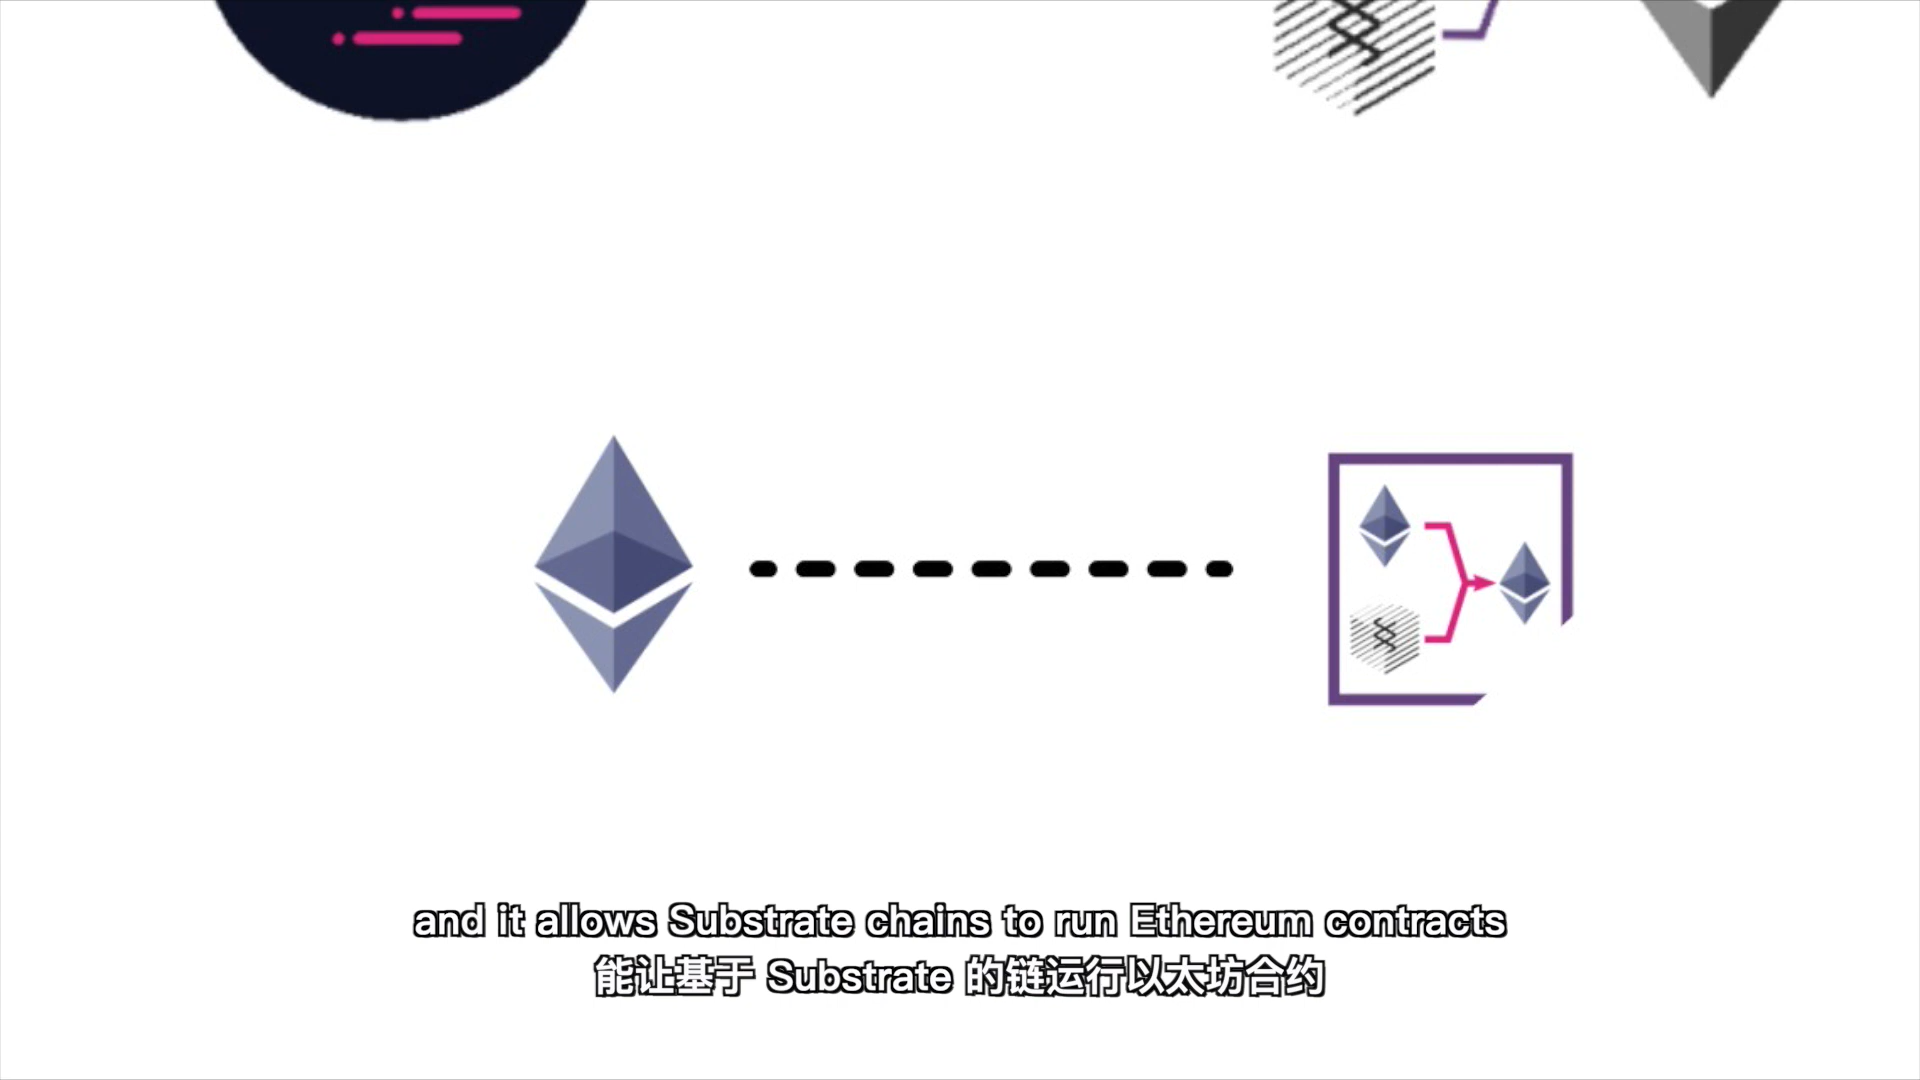 and it allows Substrate chains to run Ethereum contracts
能让基于 Substrate 的链运行以太坊合约